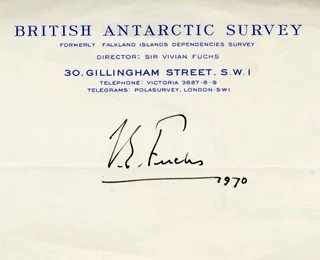 BRITISH ANTARCTIC SURVEY
FORMERLY FALKLAND ISLANDS DEPENDENCIES SURVEY
DIRECTOR: SIR VIVIAN FUCHS
30, GILLINGHAM STREET, S.W.1
TELEPHONE: VICTORIA 3687-8-9
TELEGRAMS: POLASURVEY, LONDON-SW1
V.E. Fuchs
1970